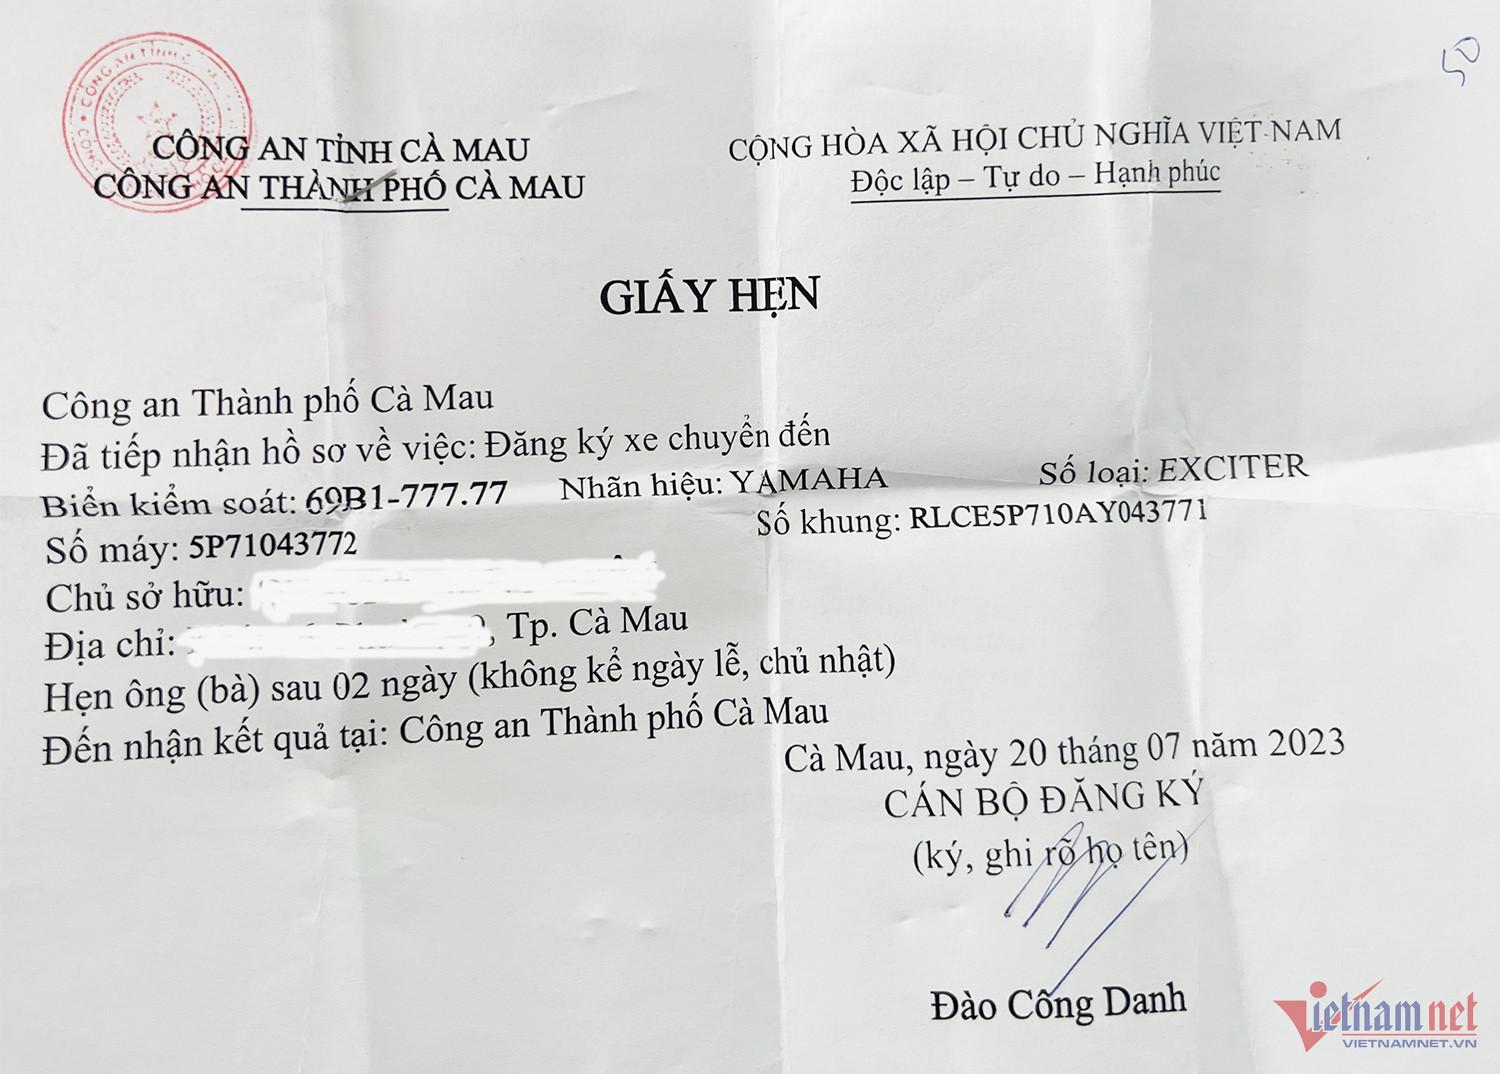 CÔNG AN TỈNH CÀ MAU
CÔNG AN THÀNH PHỐ CÀ MAU
CỘNG HÒA XÃ HỘI CHỦ NGHĨA VIỆT NAM
Độc lập – Tự do – Hạnh phúc
50
GIẤY HẸN
Công an Thành phố Cà Mau
Đã tiếp nhận hồ sơ về việc: Đăng ký xe chuyển đến
Biển kiểm soát: 69B1-777.77 Nhãn hiệu: YAMAHA Số loại: EXCITER
Số máy: 5P71043772 Số khung: RLCE5P710AY043771
Chủ sở hữu:
Địa chỉ: , Tp. Cà Mau
Hẹn ông (bà) sau 02 ngày (không kể ngày lễ, chủ nhật)
Đến nhận kết quả tại: Công an Thành phố Cà Mau
Cà Mau, ngày 20 tháng 07 năm 2023
CÁN BỘ ĐĂNG KÝ
(ký, ghi rõ họ tên)
Đào Công Danh
Vietnamnet
VIETNAMNET.VN